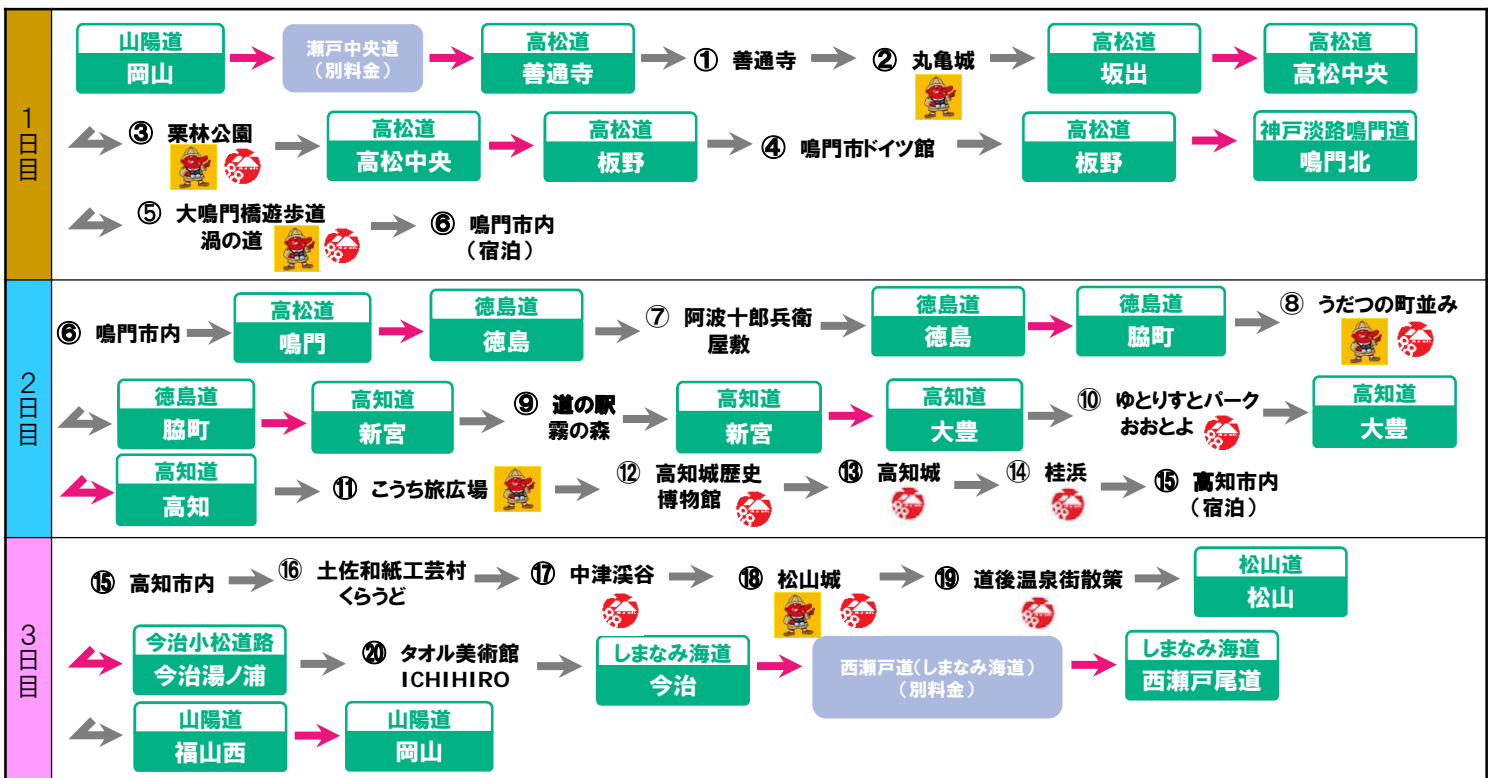 1日目
山陽道
岡山
瀬戸中央道
(別料金)
高松道
善通寺
① 善通寺
② 丸亀城
高松道
坂出
高松道
高松中央
③ 栗林公園
高松道
高松中央
高松道
板野
④ 鳴門市ドイツ館
高松道
板野
神戸淡路鳴門道
鳴門北
⑤ 大鳴門橋遊歩道
渦の道
⑥ 鳴門市内
(宿泊)
2日目
⑥ 鳴門市内
高松道
鳴門
徳島道
徳島
⑦ 阿波十郎兵衛
屋敷
徳島道
徳島
徳島道
脇町
⑧ うだつの町並み
徳島道
脇町
高知道
新宮
⑨ 道の駅
霧の森
高知道
新宮
高知道
大豊
⑩ ゆとりすとパーク
おおとよ
高知道
大豊
高知道
高知
⑪ こうち旅広場
⑫ 高知城歴史
博物館
⑬ 高知城
⑭ 桂浜
⑮ 高知市内
(宿泊)
3日目
⑮ 高知市内
⑯ 土佐和紙工芸村
くらうど
⑰ 中津渓谷
⑱ 松山城
⑲ 道後温泉街散策
松山道
松山
今治小松道路
今治湯ノ浦
⑳ タオル美術館
ICHIHIRO
しまなみ海道
今治
西瀬戸道(しまなみ海道)
(別料金)
しまなみ海道
西瀬戸尾道
山陽道
福山西
山陽道
岡山